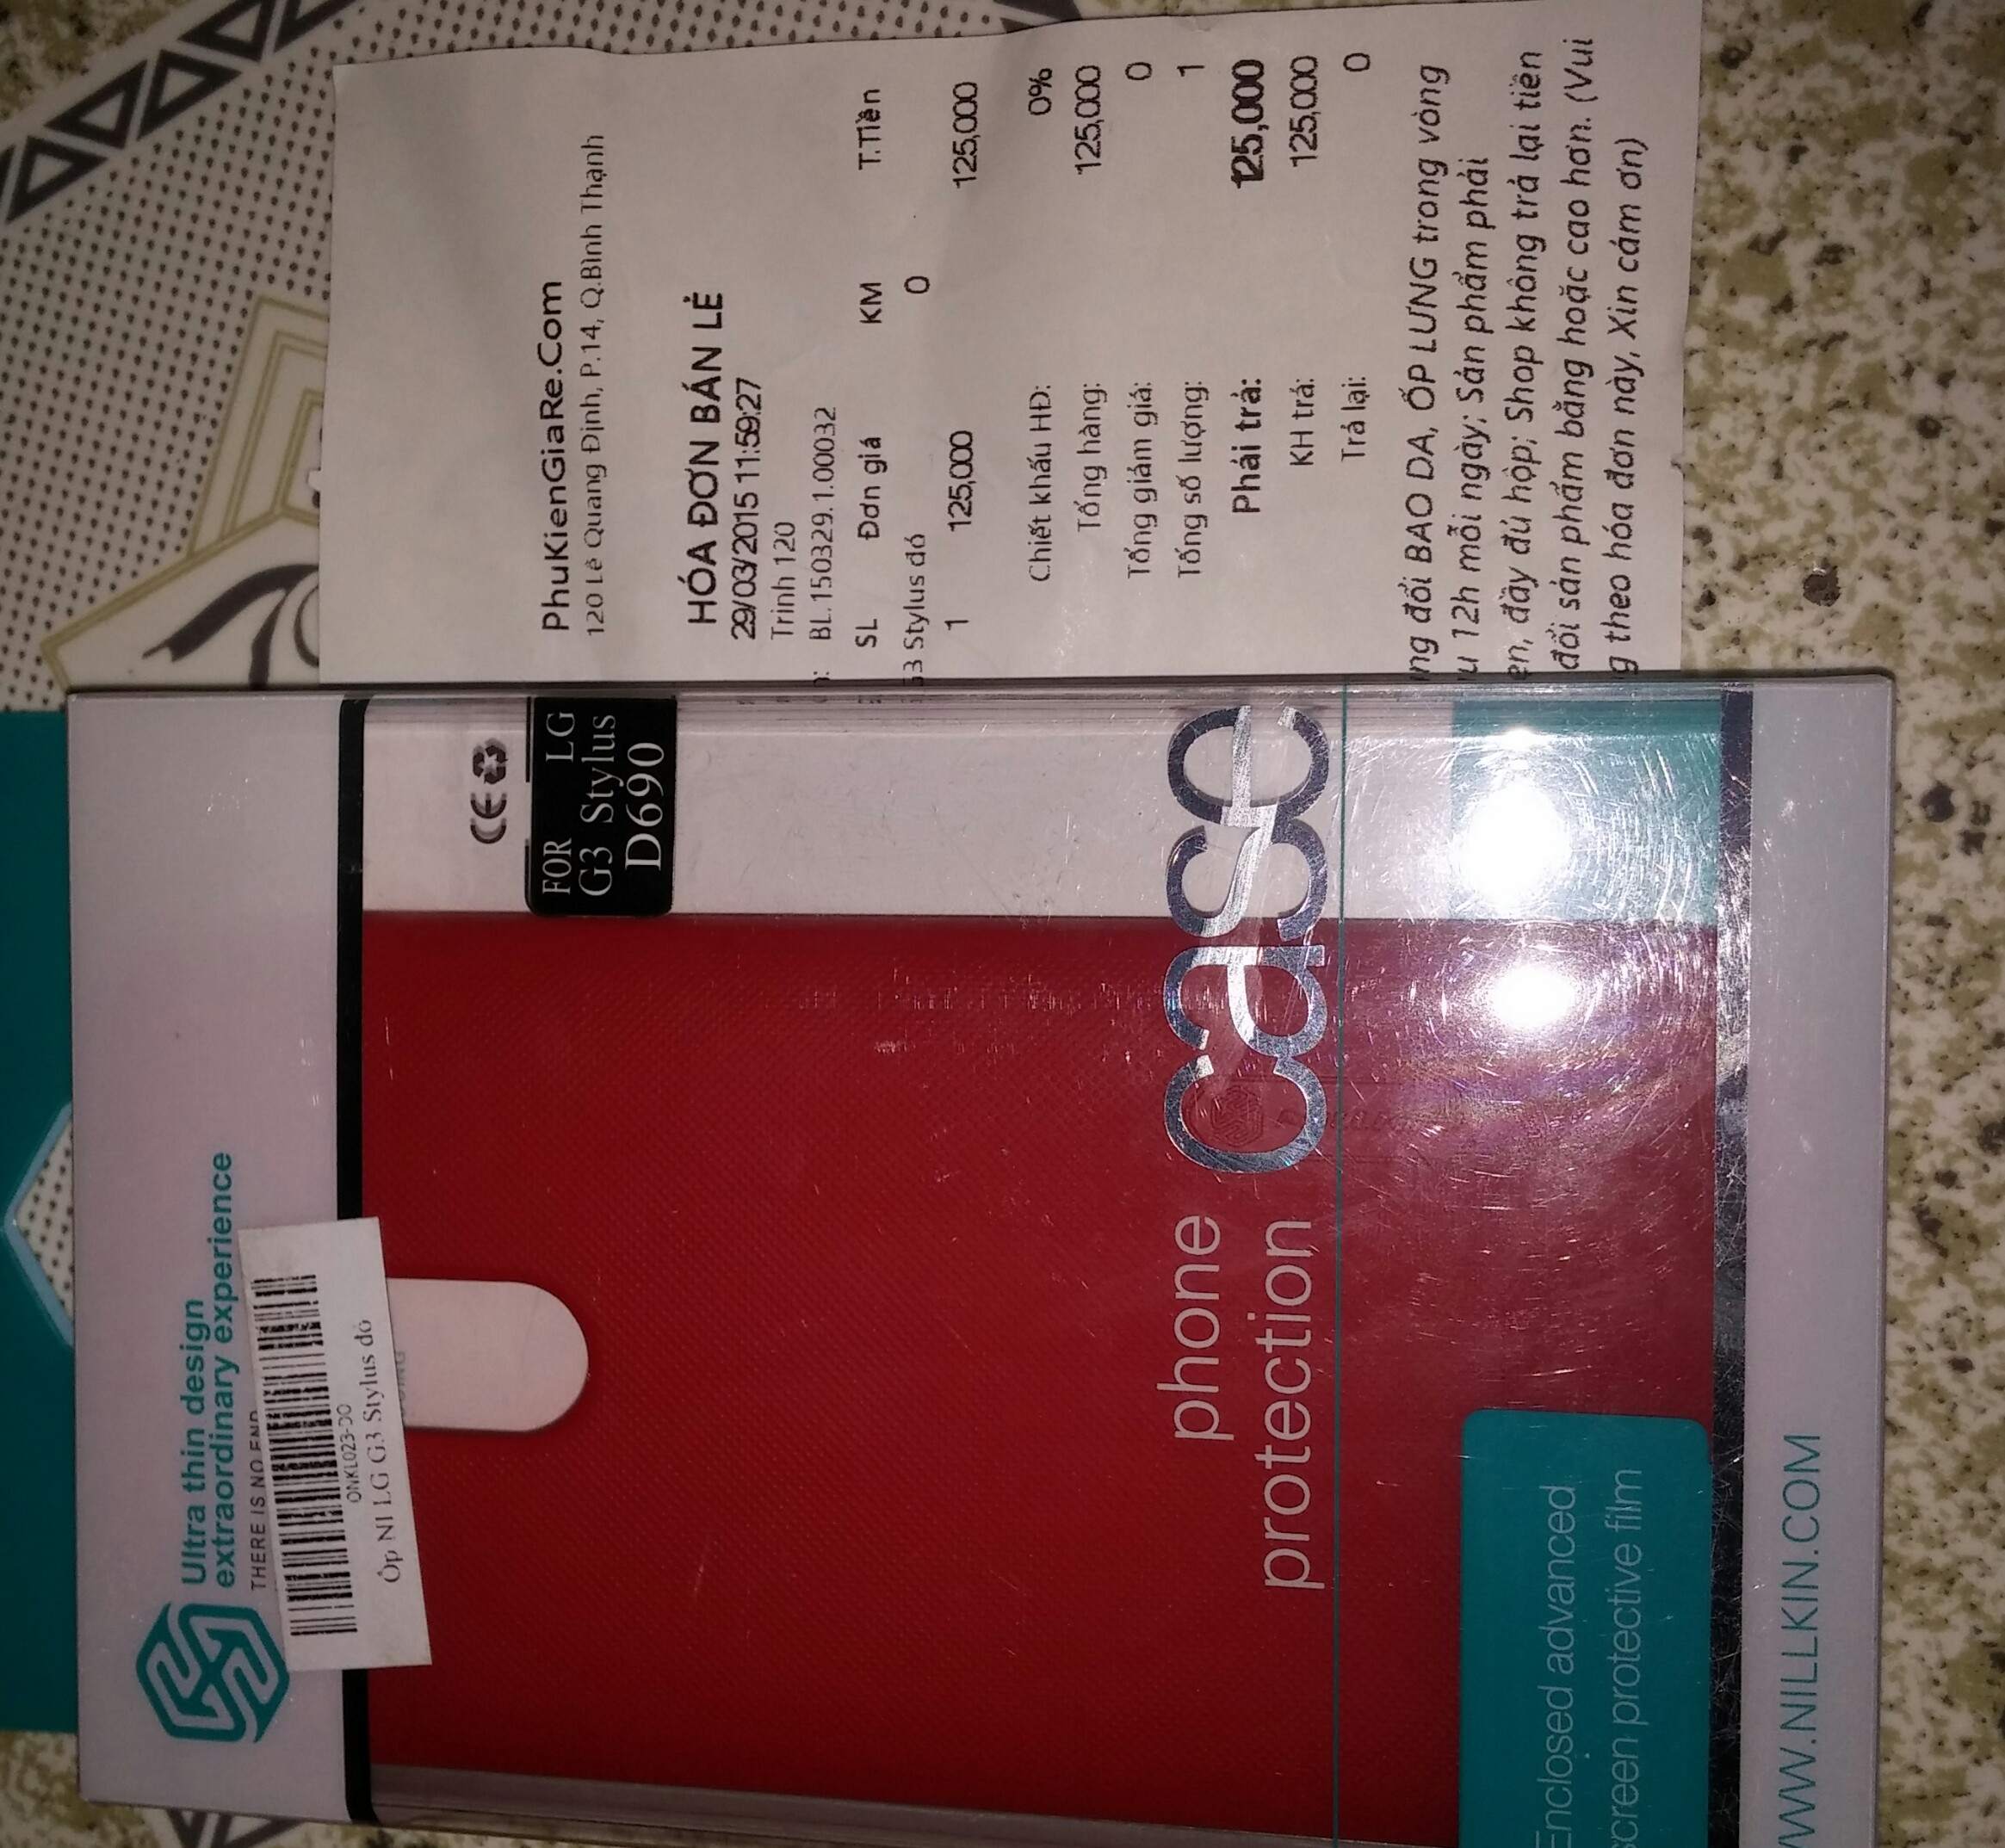 PhuKienGiaRe.Com
120 Lê Quang Định, P.14, Q.Bình Thạnh
HÓA ĐƠN BÁN LẺ
29/03/2015 11:59:27
Trinh 120
BL.150329.1.00032
SL Đơn giá KM T.Tiền
G3 Stylus đỏ 0
1 125,000 125,000
Chiết khấu HĐ: 0%
Tổng hàng: 125,000
Tổng giảm giá: 0
Tổng số lượng: 1
Phải trả: 125,000
KH trả: 125,000
Trả lại: 0
đổi BAO DA, ỐP LƯNG trong vòng
12h mỗi ngày; Sản phẩm phải
đầy đủ hộp; Shop không trả lại tiền
đổi sản phẩm bằng hoặc cao hơn. (Vui
theo hóa đơn này, Xin cám ơn)
Ultra thin design
extraordinary experience
THERE IS NO END
ONKL023-DO
Ốp NI LG G3 Stylus đỏ
CE
FOR LG
G3 Stylus
D690
phone
protection
case
Enclosed advanced
screen protective film
WWW.NILLKIN.COM